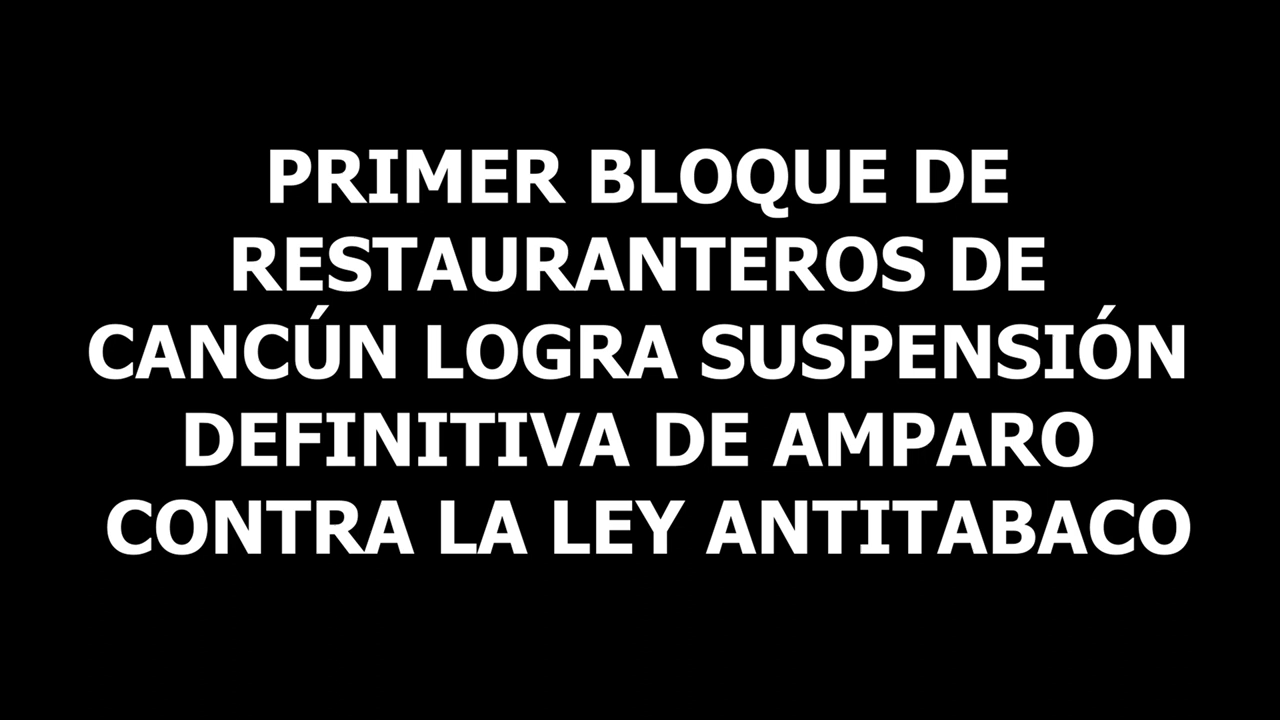 PRIMER BLOQUE DE
RESTAURANTEROS DE
CANCÚN LOGRA SUSPENSIÓN
DEFINITIVA DE AMPARO
CONTRA LA LEY ANTITABACO